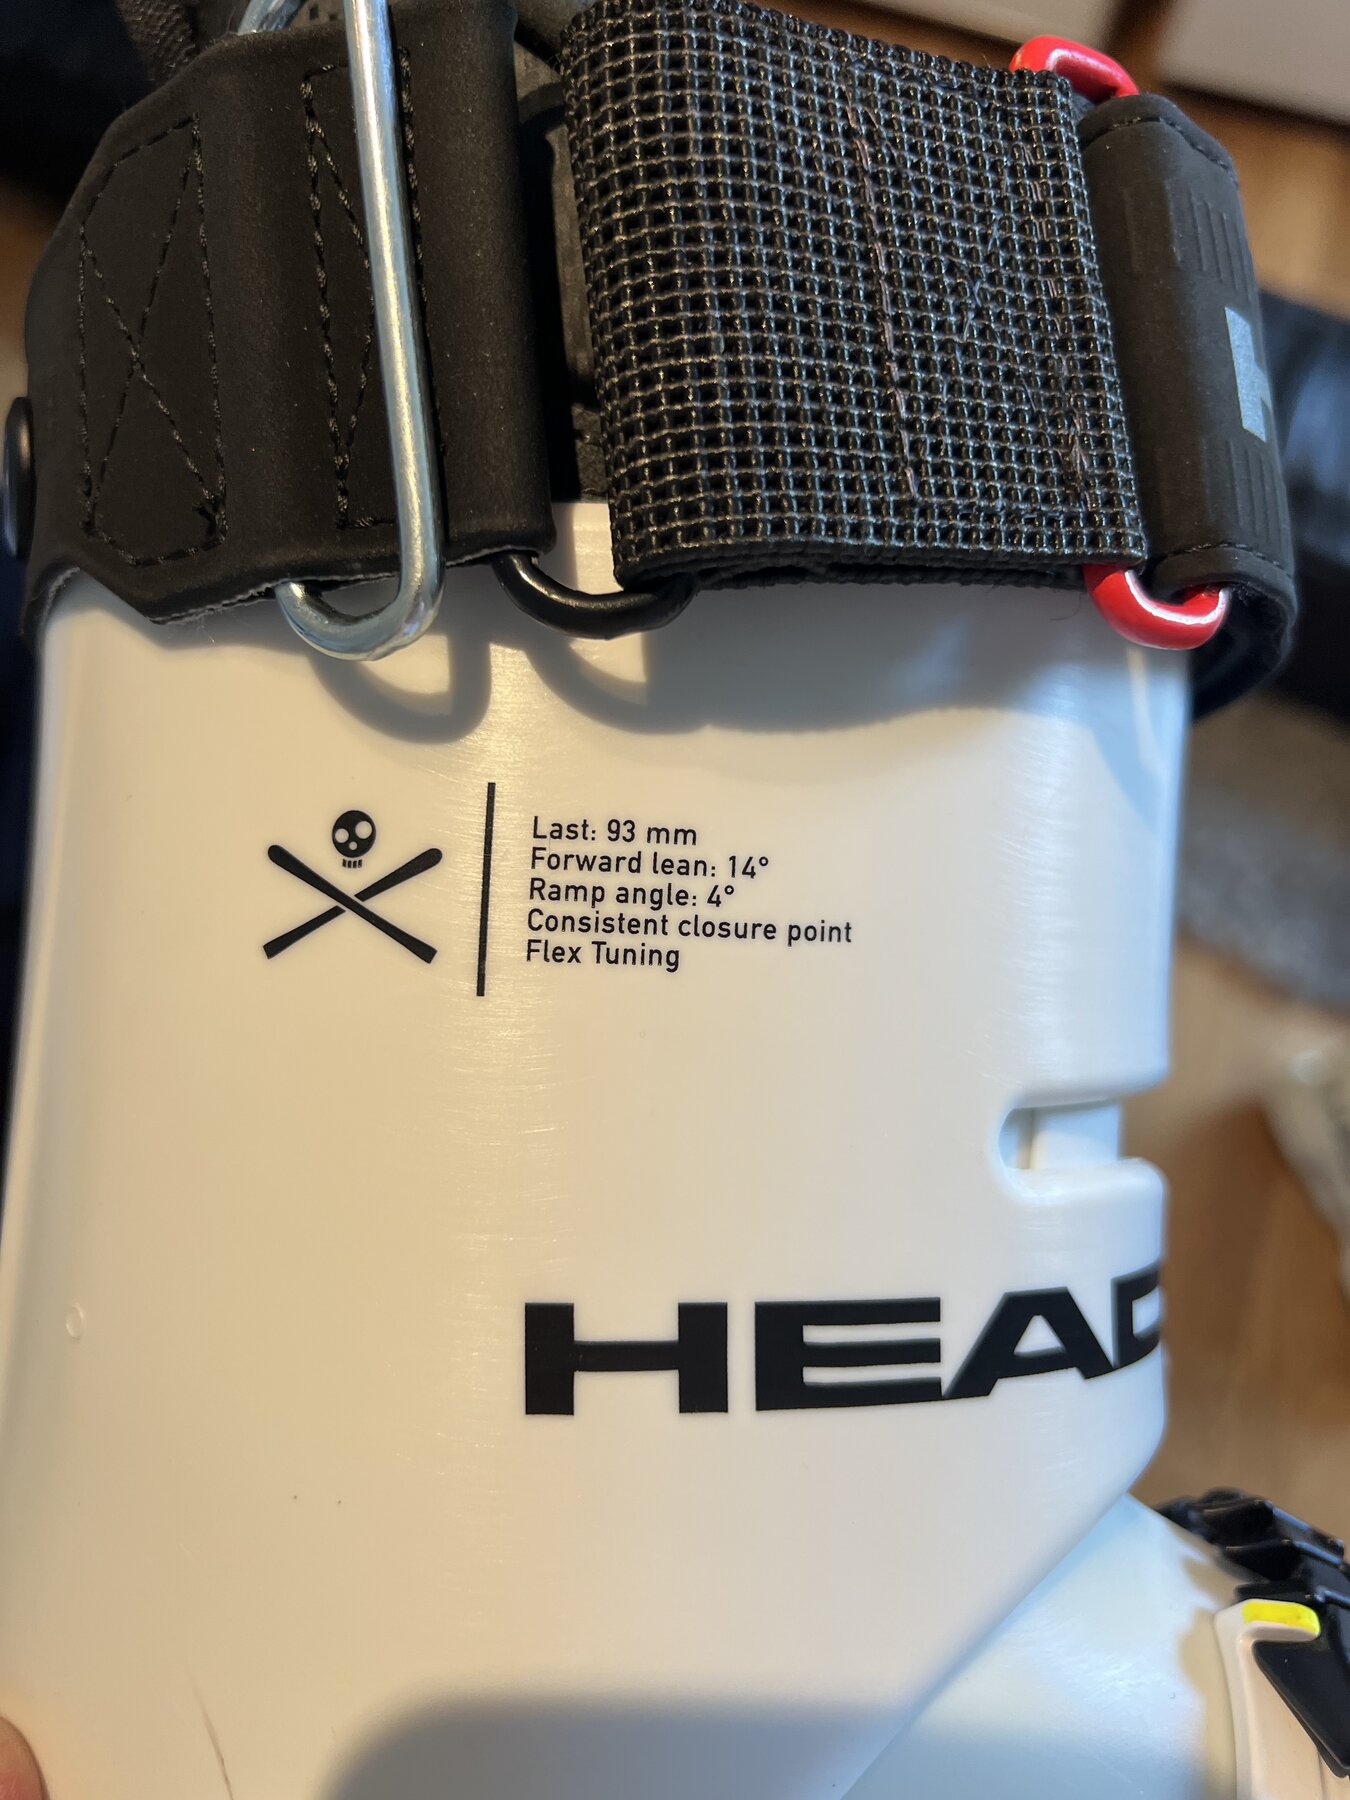 Last: 93 mm
Forward lean: 14°
Ramp angle: 4°
Consistent closure point
Flex Tuning
HEAD